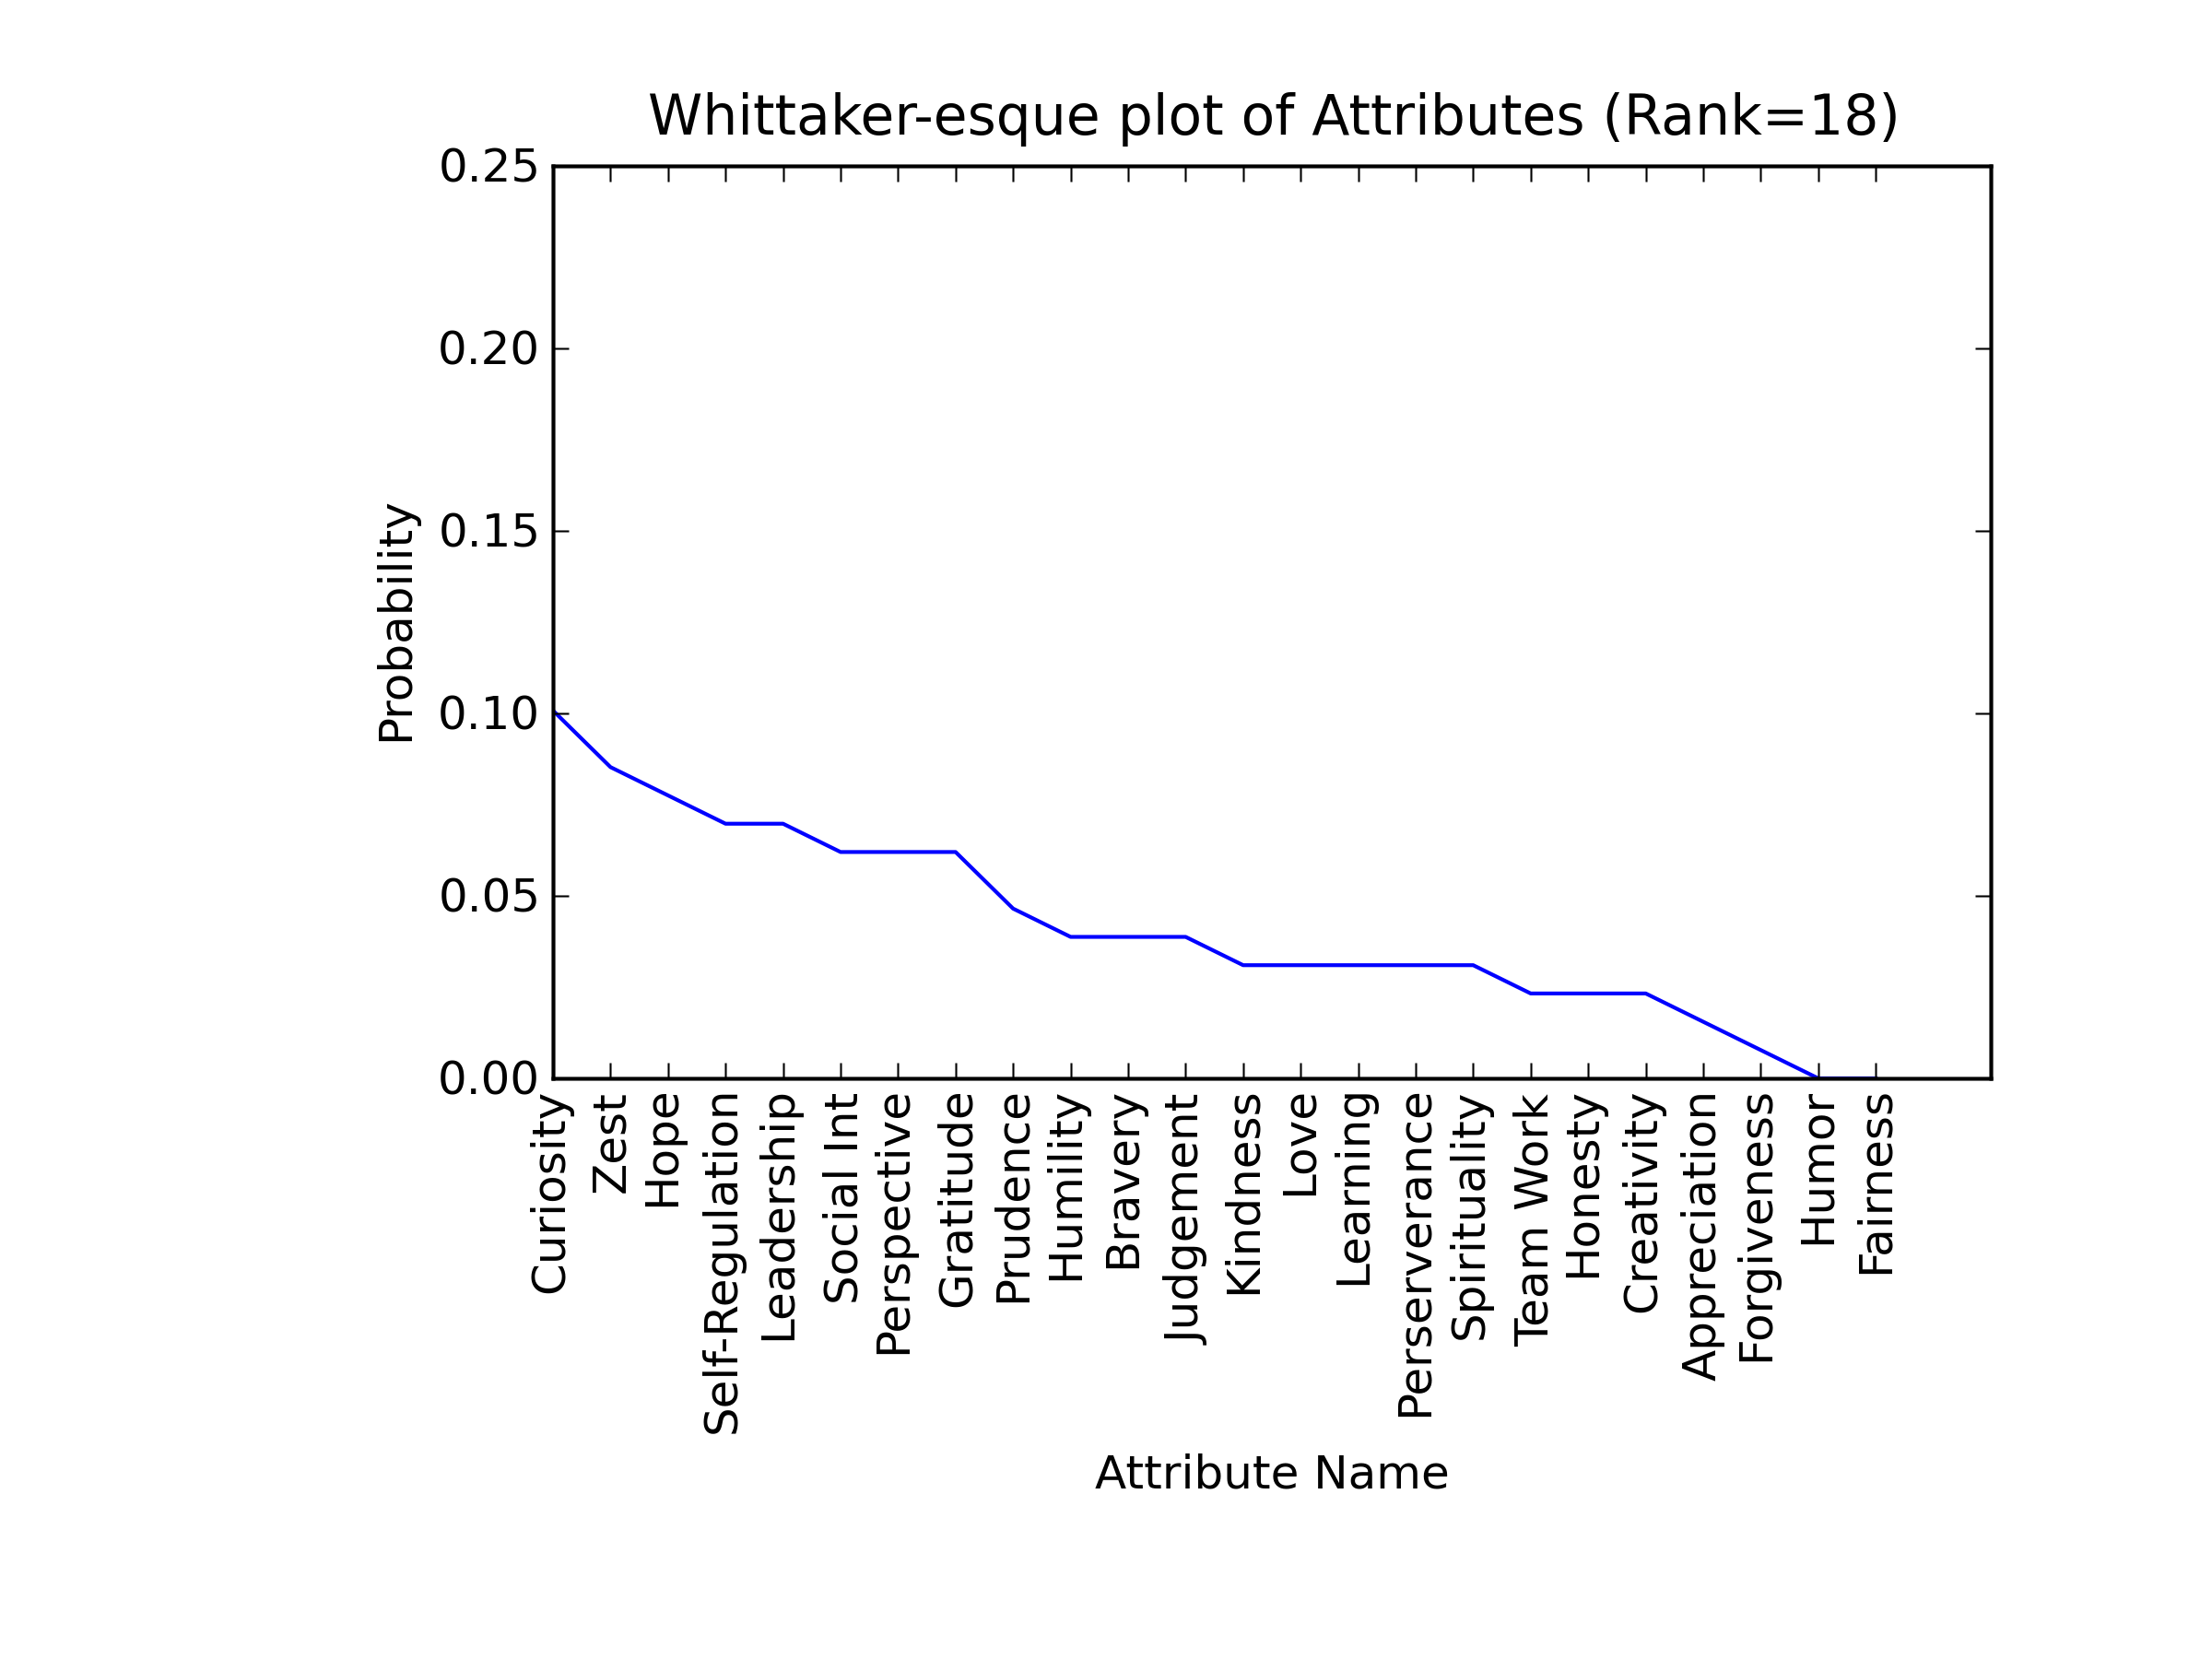 Whittaker-esque plot of Attributes (Rank=18)
0.25
0.20
0.15
0.10
0.05
0.00
Probability
Curiosity
Zest
Hope
Self-Regulation
Leadership
Social Int
Perspective
Gratitude
Prudence
Humility
Bravery
Judgement
Kindness
Love
Learning
Perserverance
Spirituality
Team Work
Honesty
Creativity
Appreciation
Forgiveness
Humor
Fairness
Attribute Name